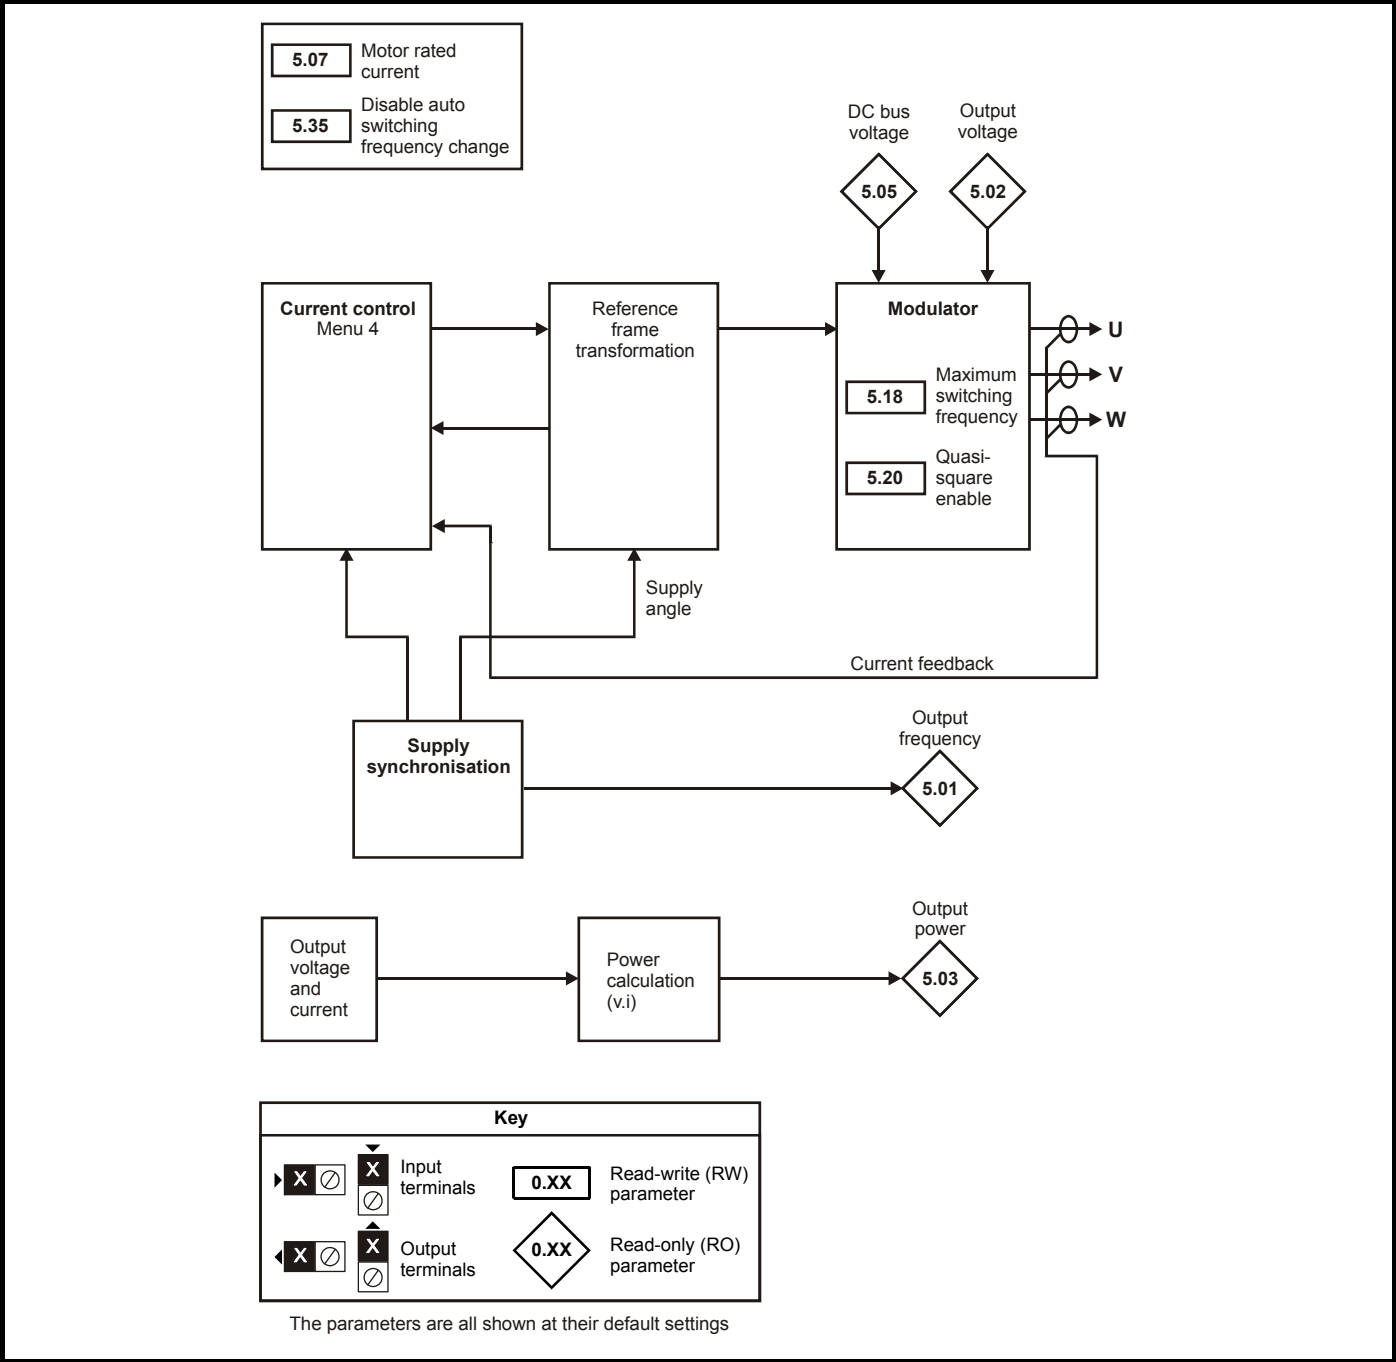 5.07
Motor rated
current
5.35
Disable auto
switching
frequency change
DC bus
voltage
5.05
Output
voltage
5.02
Current control
Menu 4
Reference
frame
transformation
Modulator
5.18
Maximum
switching
frequency
5.20
Quasi-
square
enable
U
V
W
Supply
angle
Current feedback
Supply
synchronisation
Output
frequency
5.01
Output
voltage
and
current
Power
calculation
(v.i)
Output
power
5.03
Key
X
X
Input
terminals
0.XX
Read-write (RW)
parameter
X
X
Output
terminals
0.XX
Read-only (RO)
parameter
The parameters are all shown at their default settings